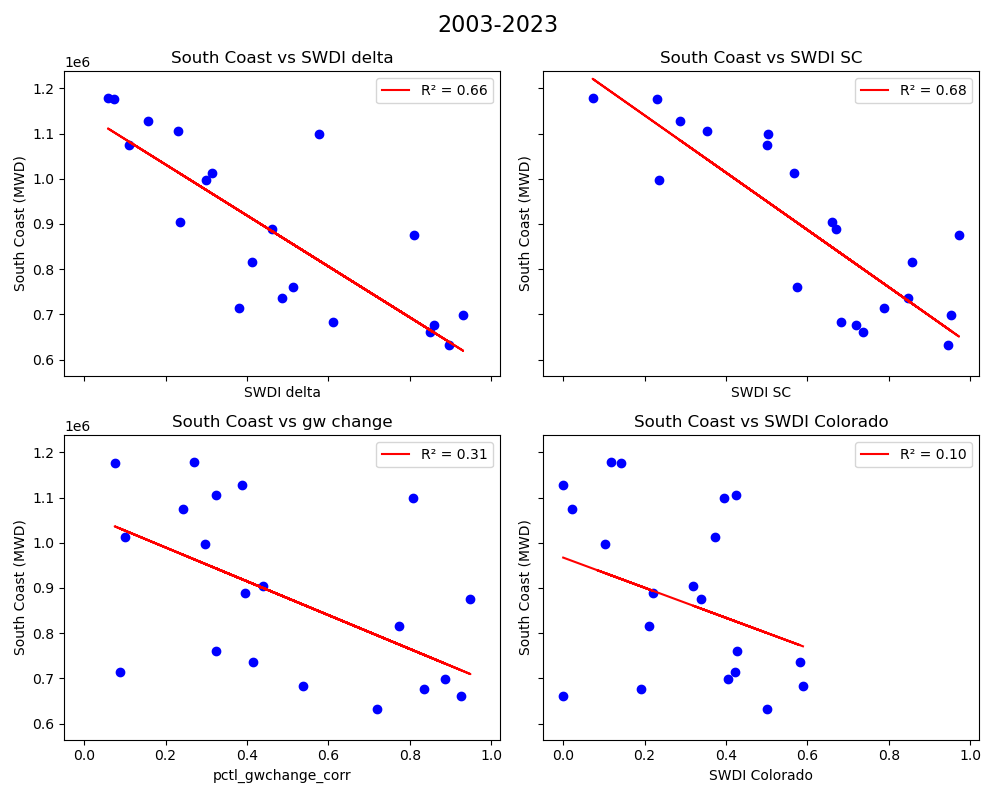 2003-2023
South Coast vs SWDI delta
1e6
R² = 0.66
1.2
1.1
1.0
0.9
0.8
0.7
0.6
South Coast (MWD)
SWDI delta
South Coast vs SWDI SC
R² = 0.68
South Coast (MWD)
SWDI SC
South Coast vs gw change
1e6
R² = 0.31
1.2
1.1
1.0
0.9
0.8
0.7
0.6
South Coast (MWD)
0.0 0.2 0.4 0.6 0.8 1.0
pctl_gwchange_corr
South Coast vs SWDI Colorado
R² = 0.10
South Coast (MWD)
0.0 0.2 0.4 0.6 0.8 1.0
SWDI Colorado